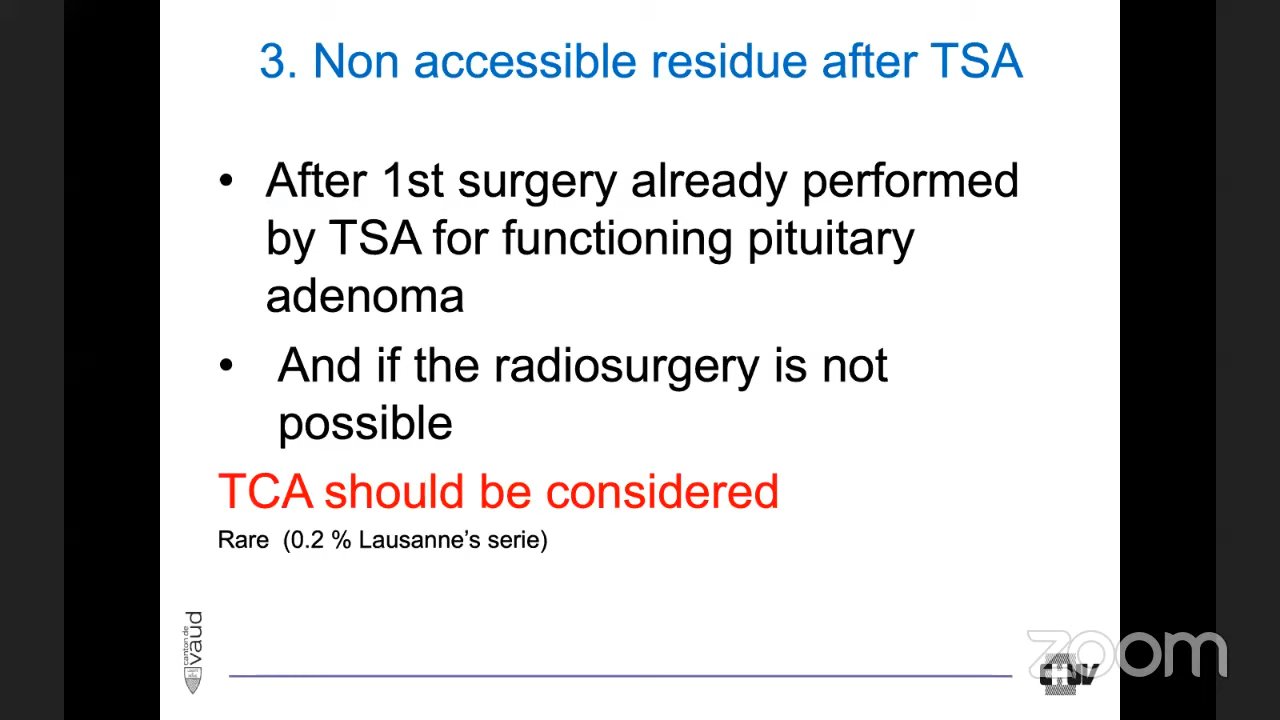 3. Non accessible residue after TSA
• After 1st surgery already performed
by TSA for functioning pituitary
adenoma
• And if the radiosurgery is not
possible
TCA should be considered
Rare (0.2 % Lausanne’s serie)
canton de
vaud
zoom
CHUV